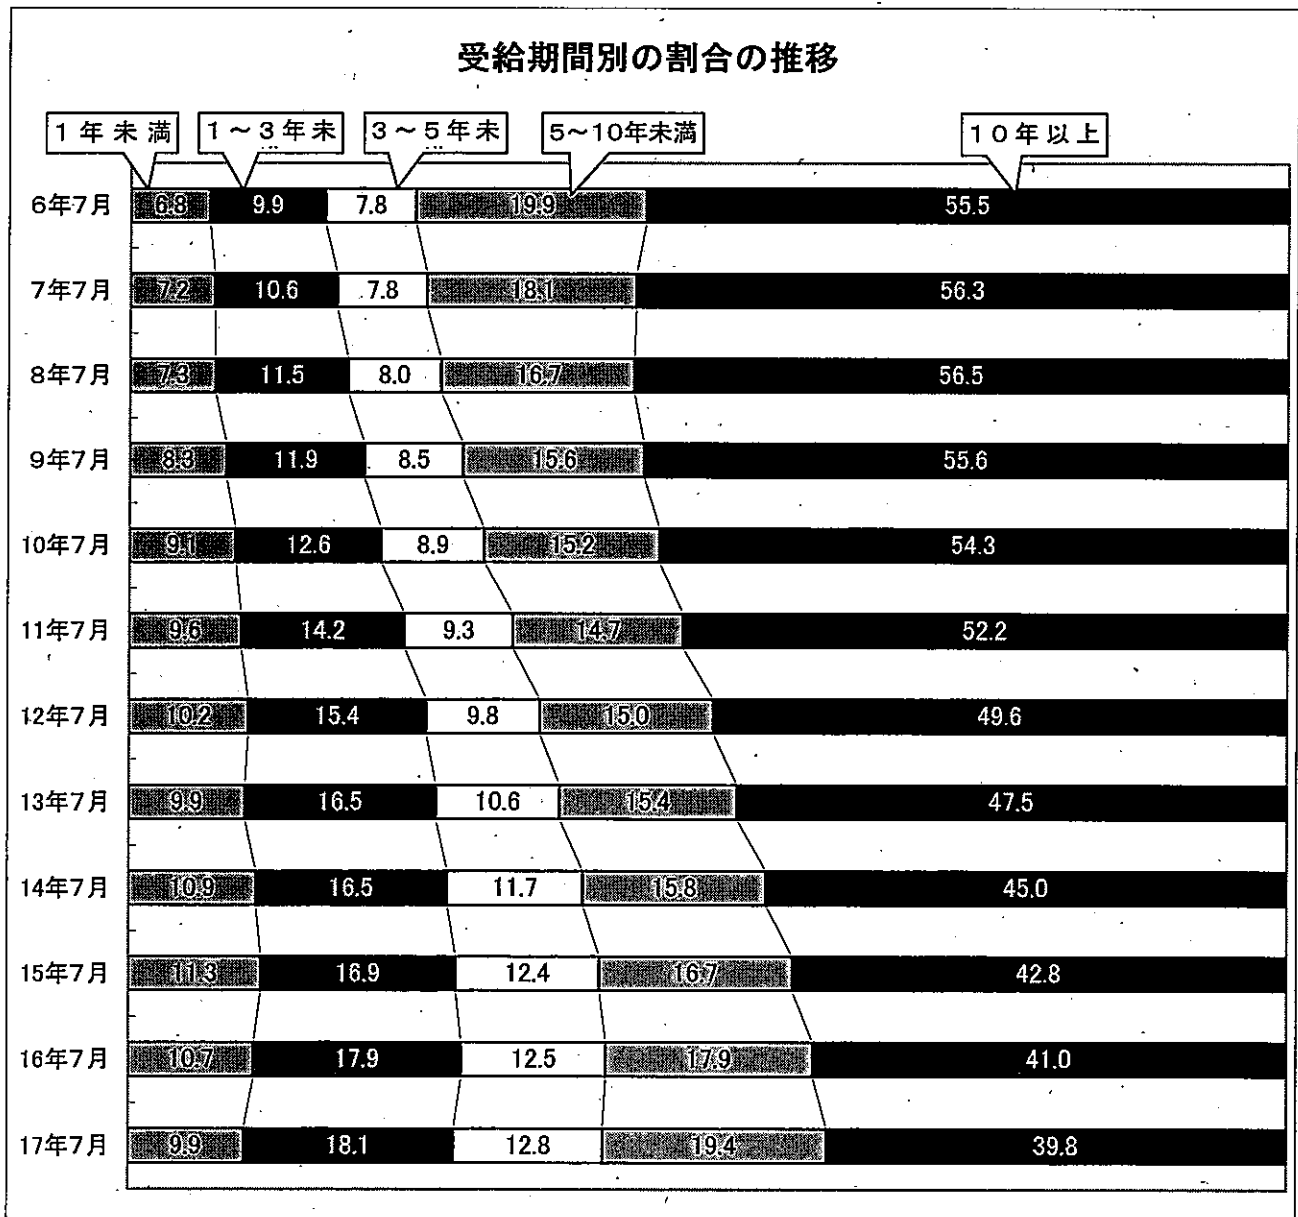 受給期間別の割合の推移
1年未満 1～3年未 3～5年未 5～10年未満 10年以上
6年7月 6.8 9.9 7.8 19.9 55.5
7年7月 7.2 10.6 7.8 18.1 56.3
8年7月 7.3 11.5 8.0 16.7 56.5
9年7月 8.3 11.9 8.5 15.6 55.6
10年7月 9.1 12.6 8.9 15.2 54.3
11年7月 9.6 14.2 9.3 14.7 52.2
12年7月 10.2 15.4 9.8 15.0 49.6
13年7月 9.9 16.5 10.6 15.4 47.5
14年7月 10.9 16.5 11.7 15.8 45.0
15年7月 11.3 16.9 12.4 16.7 42.8
16年7月 10.7 17.9 12.5 17.9 41.0
17年7月 9.9 18.1 12.8 19.4 39.8